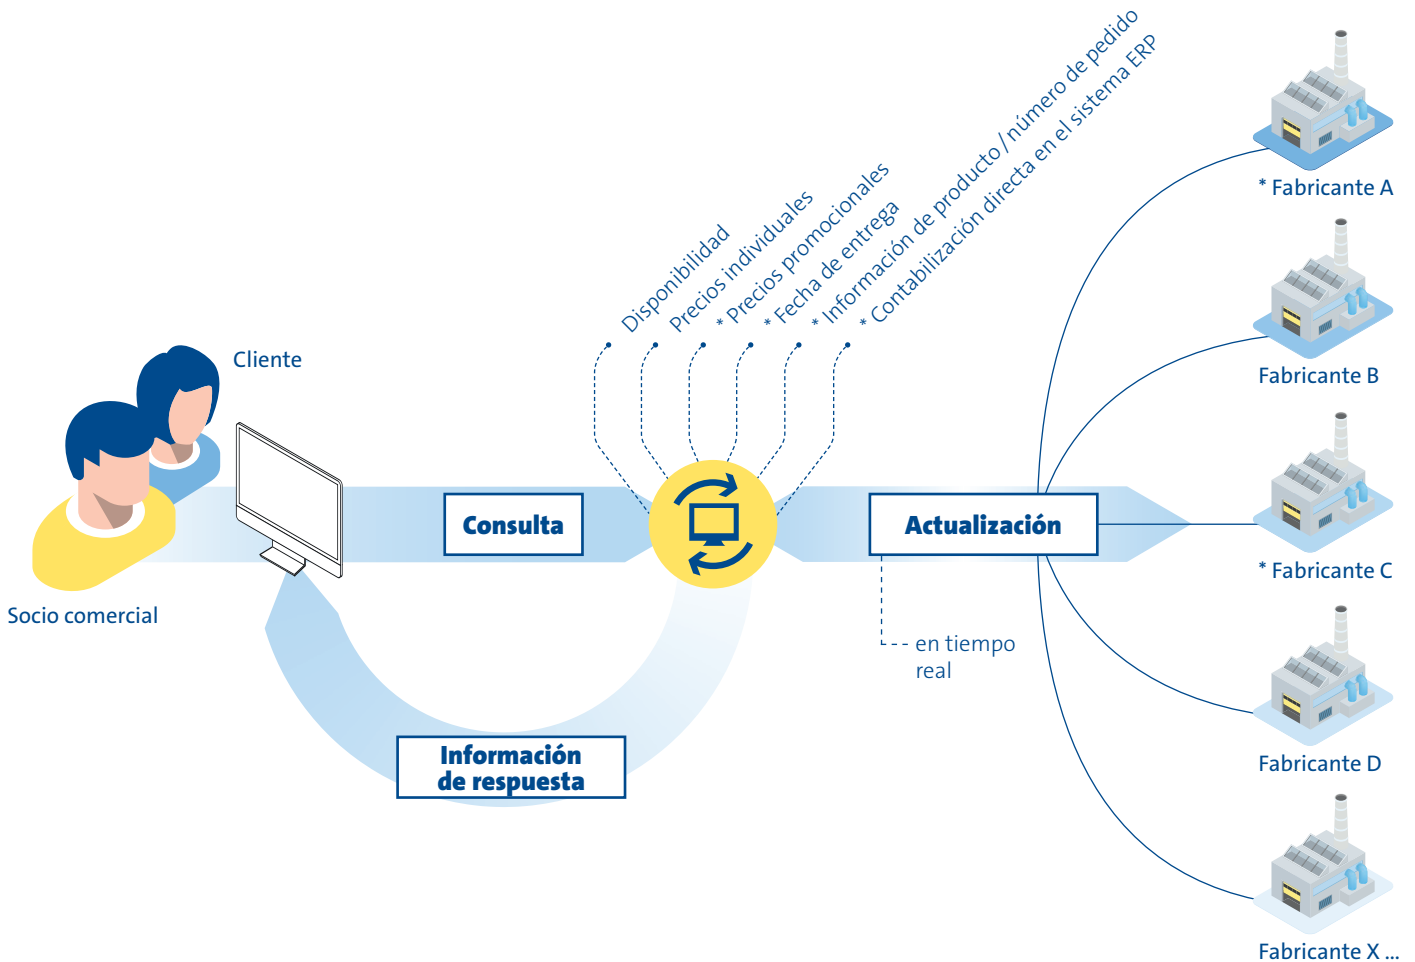 Cliente
Socio comercial
Consulta
Disponibilidad
Precios individuales
* Precios promocionales
* Fecha de entrega
* Información de producto / número de pedido
* Contabilización directa en el sistema ERP
Actualización
en tiempo
real
Información
de respuesta
* Fabricante A
Fabricante B
* Fabricante C
Fabricante D
Fabricante X ...